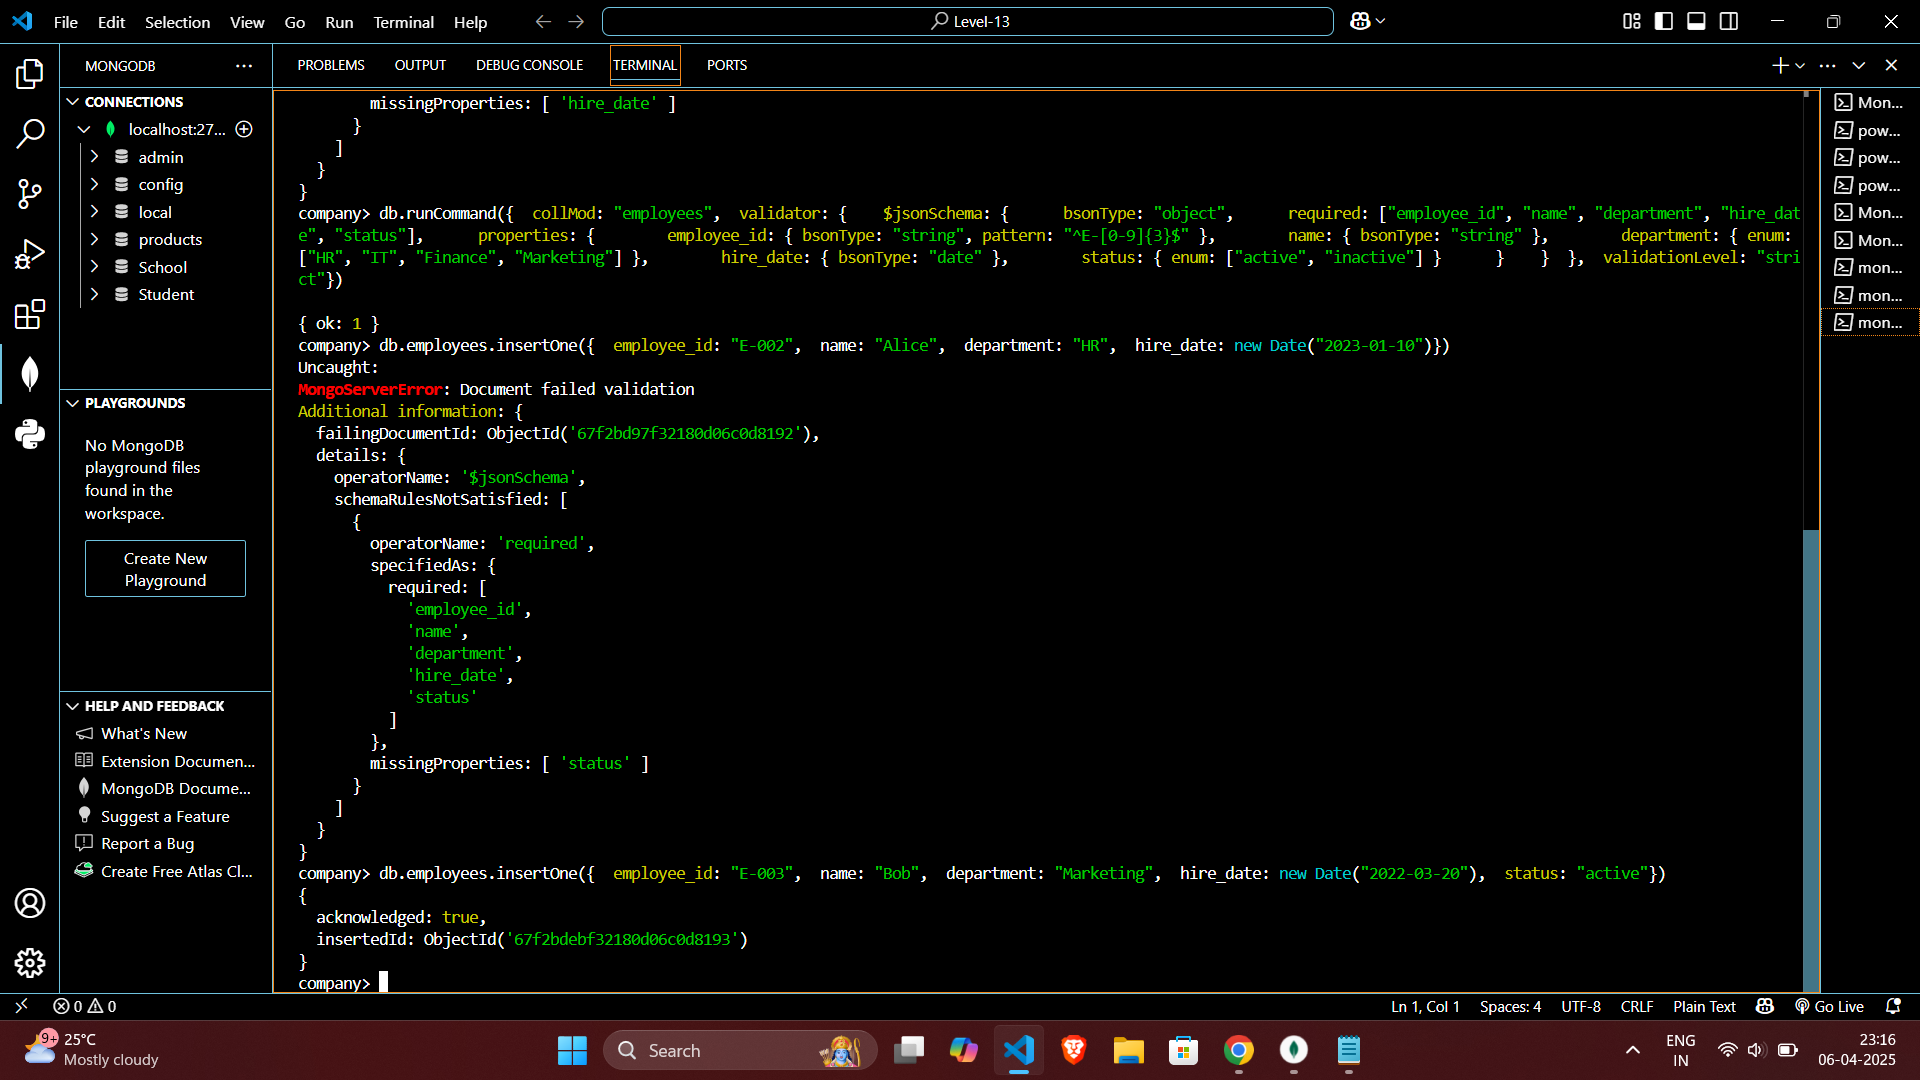 File Edit Selection View Go Run Terminal Help
Level-13
MONGODB
CONNECTIONS
localhost:27...
admin
config
local
products
School
Student
PLAYGROUNDS
No MongoDB
playground files
found in the
workspace.
Create New
Playground
HELP AND FEEDBACK
What's New
Extension Documen...
MongoDB Docume...
Suggest a Feature
Report a Bug
Create Free Atlas Cl...
PROBLEMS OUTPUT DEBUG CONSOLE TERMINAL PORTS
missingProperties: [ 'hire_date' ]
}
]
}
}
company> db.runCommand({  collMod: "employees",  validator: {    $jsonSchema: {      bsonType: "object",      required: ["employee_id", "name", "department", "hire_dat
e", "status"],      properties: {        employee_id: { bsonType: "string", pattern: "^E-[0-9]{3}$" },        name: { bsonType: "string" },        department: { enum:
["HR", "IT", "Finance", "Marketing"] },        hire_date: { bsonType: "date" },        status: { enum: ["active", "inactive"] }      }    }  },  validationLevel: "stri
ct"})
{ ok: 1 }
company> db.employees.insertOne({  employee_id: "E-002",  name: "Alice",  department: "HR",  hire_date: new Date("2023-01-10")})
Uncaught:
MongoServerError: Document failed validation
Additional information: {
failingDocumentId: ObjectId('67f2bd97f32180d06c0d8192'),
details: {
operatorName: '$jsonSchema',
schemaRulesNotSatisfied: [
{
operatorName: 'required',
specifiedAs: {
required: [
'employee_id',
'name',
'department',
'hire_date',
'status'
]
},
missingProperties: [ 'status' ]
}
]
}
}
company> db.employees.insertOne({  employee_id: "E-003",  name: "Bob",  department: "Marketing",  hire_date: new Date("2022-03-20"),  status: "active"})
{
acknowledged: true,
insertedId: ObjectId('67f2bdebf32180d06c0d8193')
}
company>
Mon...
pow...
pow...
pow...
Mon...
Mon...
mon...
mon...
mon...
0 0
Ln 1, Col 1 Spaces: 4 UTF-8 CRLF Plain Text Go Live
9+
25°C
Mostly cloudy
Search
ENG
IN
23:16
06-04-2025